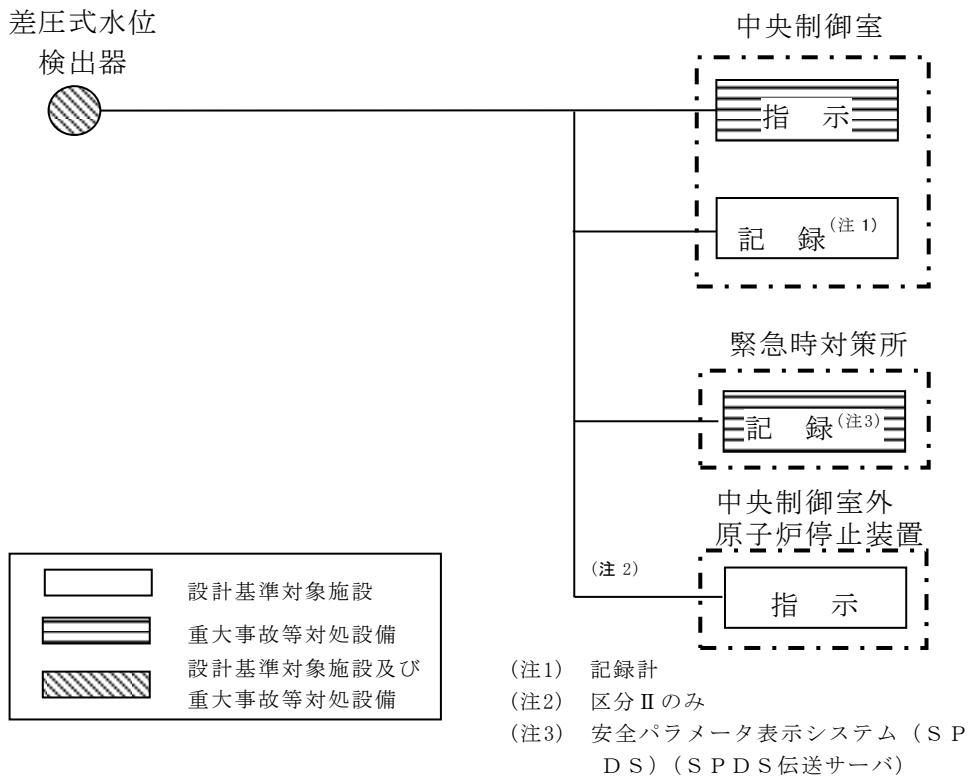 差圧式水位
検出器
中央制御室
指 示
記 録(注 1)
緊急時対策所
記 録(注3)
中央制御室外
原子炉停止装置
(注 2)
指 示
設計基準対象施設
重大事故等対処設備
設計基準対象施設及び
重大事故等対処設備
(注1) 記録計
(注2) 区分Ⅱのみ
(注3) 安全パラメータ表示システム(SP
DS)(SPDS伝送サーバ)